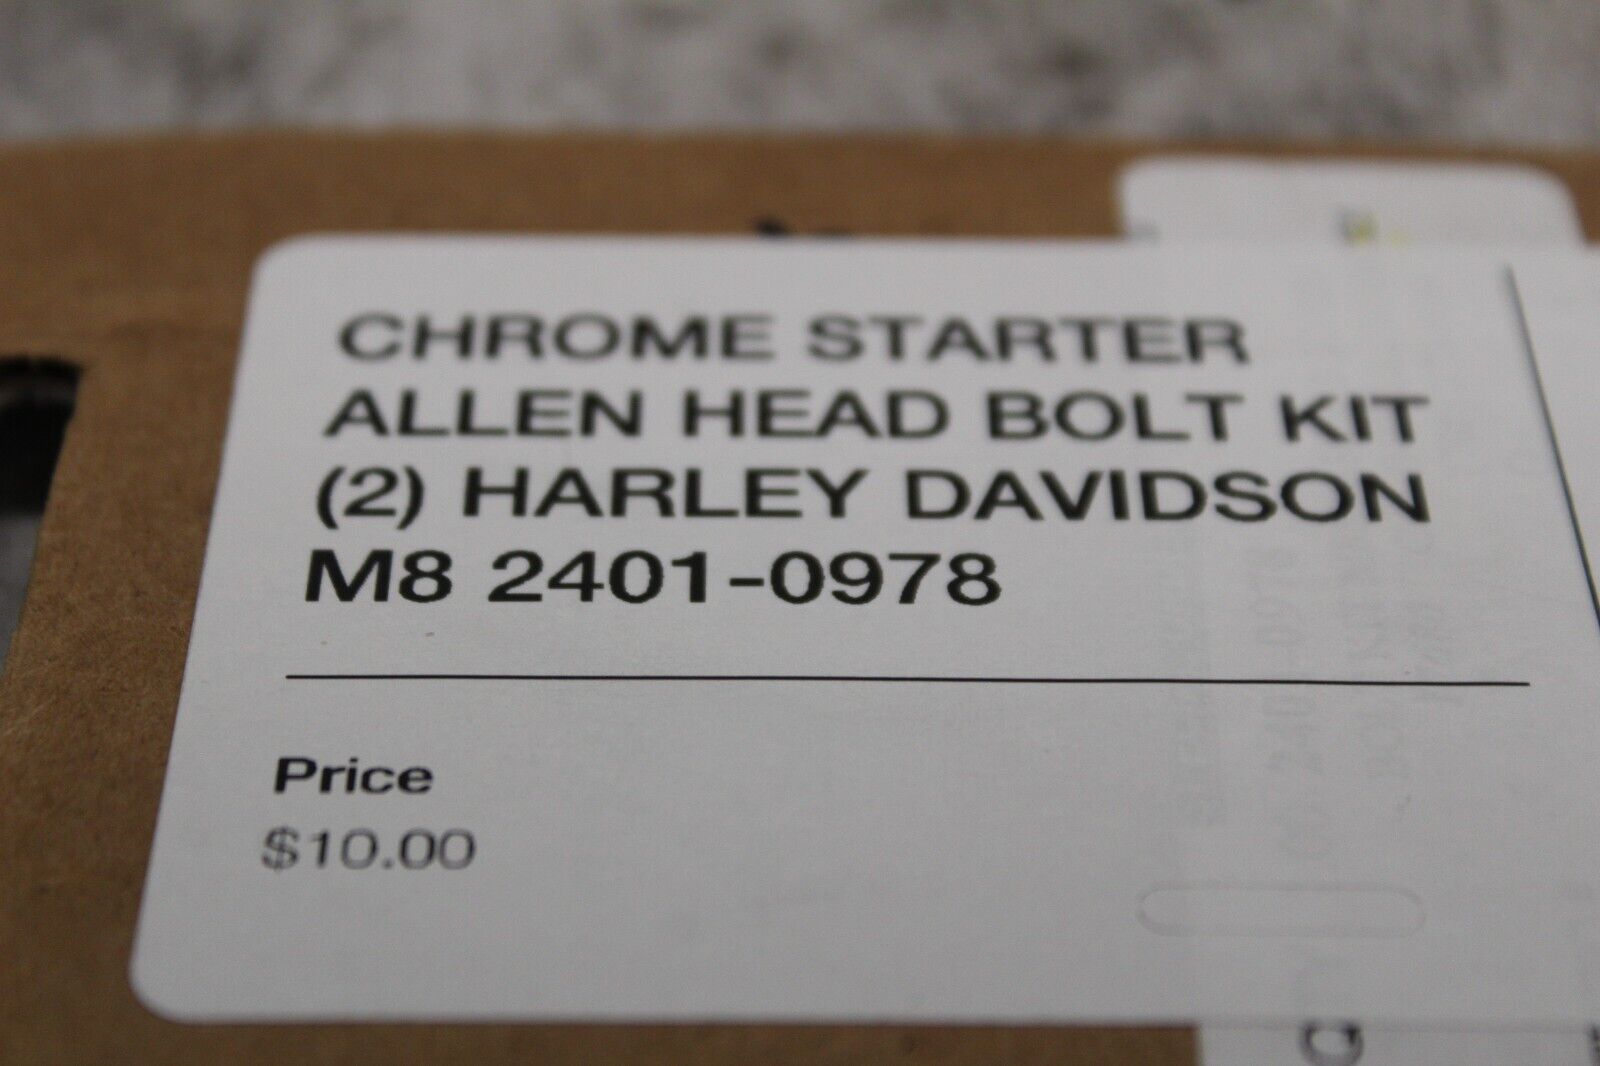 CHROME STARTER
ALLEN HEAD BOLT KIT
(2) HARLEY DAVIDSON
M8 2401-0978
Price
$10.00